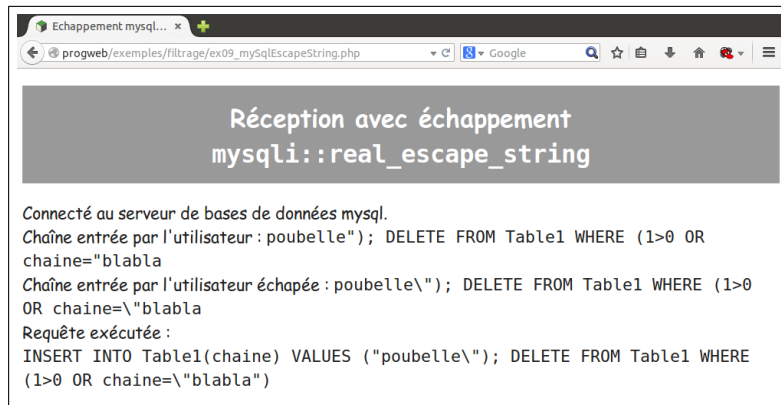 Echappement mysql...
progweb/exemples/filtrage/ex09_mySqlEscapeString.php
Google
Réception avec échappement
mysqli::real_escape_string
Connecté au serveur de bases de données mysql.
Chaîne entrée par l'utilisateur : poubelle"); DELETE FROM Table1 WHERE (1>0 OR
chaine="blabla
Chaîne entrée par l'utilisateur échapée : poubelle\"); DELETE FROM Table1 WHERE (1>0
OR chaine=\"blabla
Requête exécutée :
INSERT INTO Table1(chaine) VALUES ("poubelle\"); DELETE FROM Table1 WHERE
(1>0 OR chaine=\"blabla")